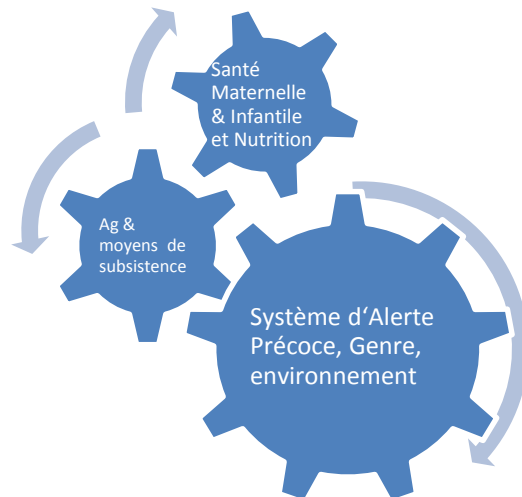 Santé
Maternelle
& Infantile
et Nutrition
Ag &
moyens de
subsistence
Système d‘Alerte
Précoce, Genre,
environnement